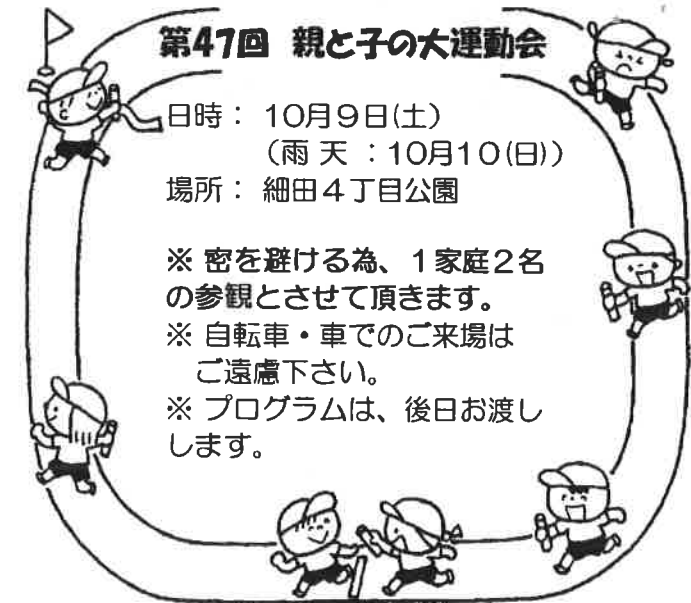 第47回 親と子の大運動会
日時： 10月9日(土)
（雨 天 ：10月10(日)）
場所： 細田4丁目公園
※ 密を避ける為、1家庭2名
の参観とさせて頂きます。
※ 自転車・車でのご来場は
ご遠慮下さい。
※ プログラムは、後日お渡し
します。